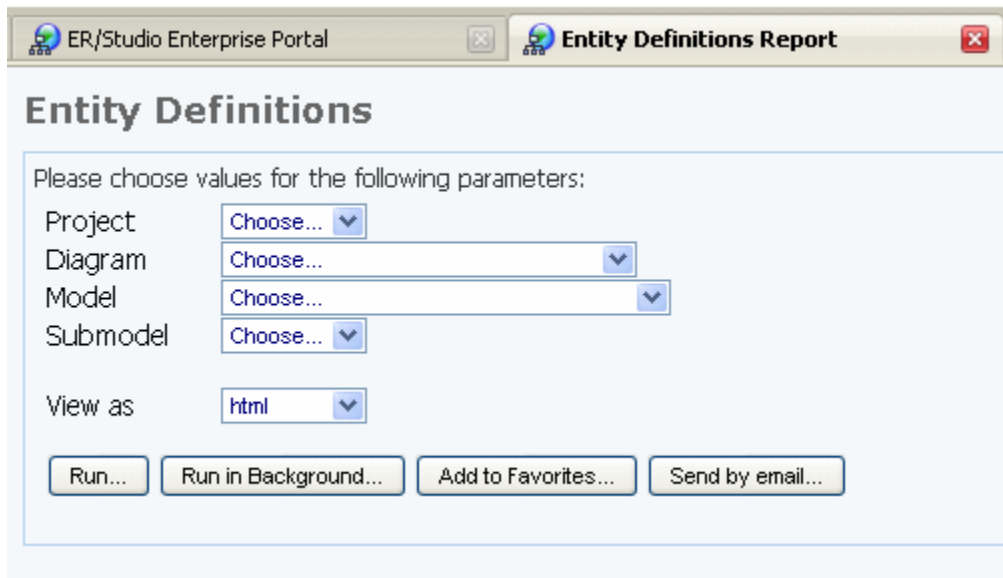 ER/Studio Enterprise Portal Entity Definitions Report
Entity Definitions
Please choose values for the following parameters:
Project Choose...
Diagram Choose...
Model Choose...
Submodel Choose...
View as html
Run... Run in Background... Add to Favorites... Send by email...